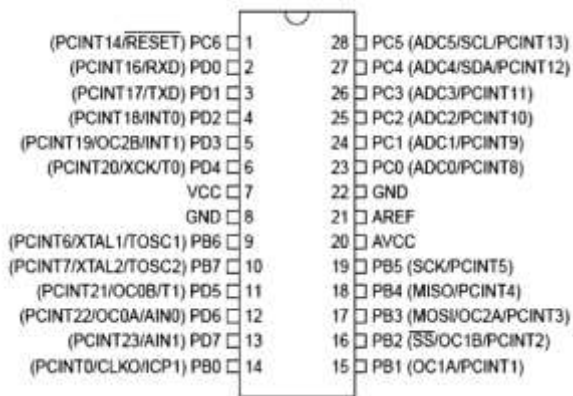 (PCINT14/RESET) PC6 1
(PCINT16/RXD) PD0 2
(PCINT17/TXD) PD1 3
(PCINT18/INT0) PD2 4
(PCINT19/OC2B/INT1) PD3 5
(PCINT20/XCK/T0) PD4 6
VCC 7
GND 8
(PCINT6/XTAL1/TOSC1) PB6 9
(PCINT7/XTAL2/TOSC2) PB7 10
(PCINT21/OC0B/T1) PD5 11
(PCINT22/OC0A/AIN0) PD6 12
(PCINT23/AIN1) PD7 13
(PCINT0/CLKO/ICP1) PB0 14
28 PC5 (ADC5/SCL/PCINT13)
27 PC4 (ADC4/SDA/PCINT12)
26 PC3 (ADC3/PCINT11)
25 PC2 (ADC2/PCINT10)
24 PC1 (ADC1/PCINT9)
23 PC0 (ADC0/PCINT8)
22 GND
21 AREF
20 AVCC
19 PB5 (SCK/PCINT5)
18 PB4 (MISO/PCINT4)
17 PB3 (MOSI/OC2A/PCINT3)
16 PB2 (SS/OC1B/PCINT2)
15 PB1 (OC1A/PCINT1)